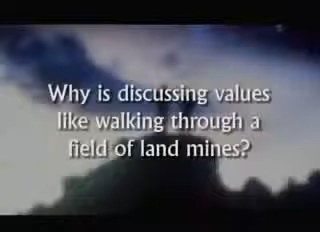 Why is discussing values
like walking through a
field of land mines?